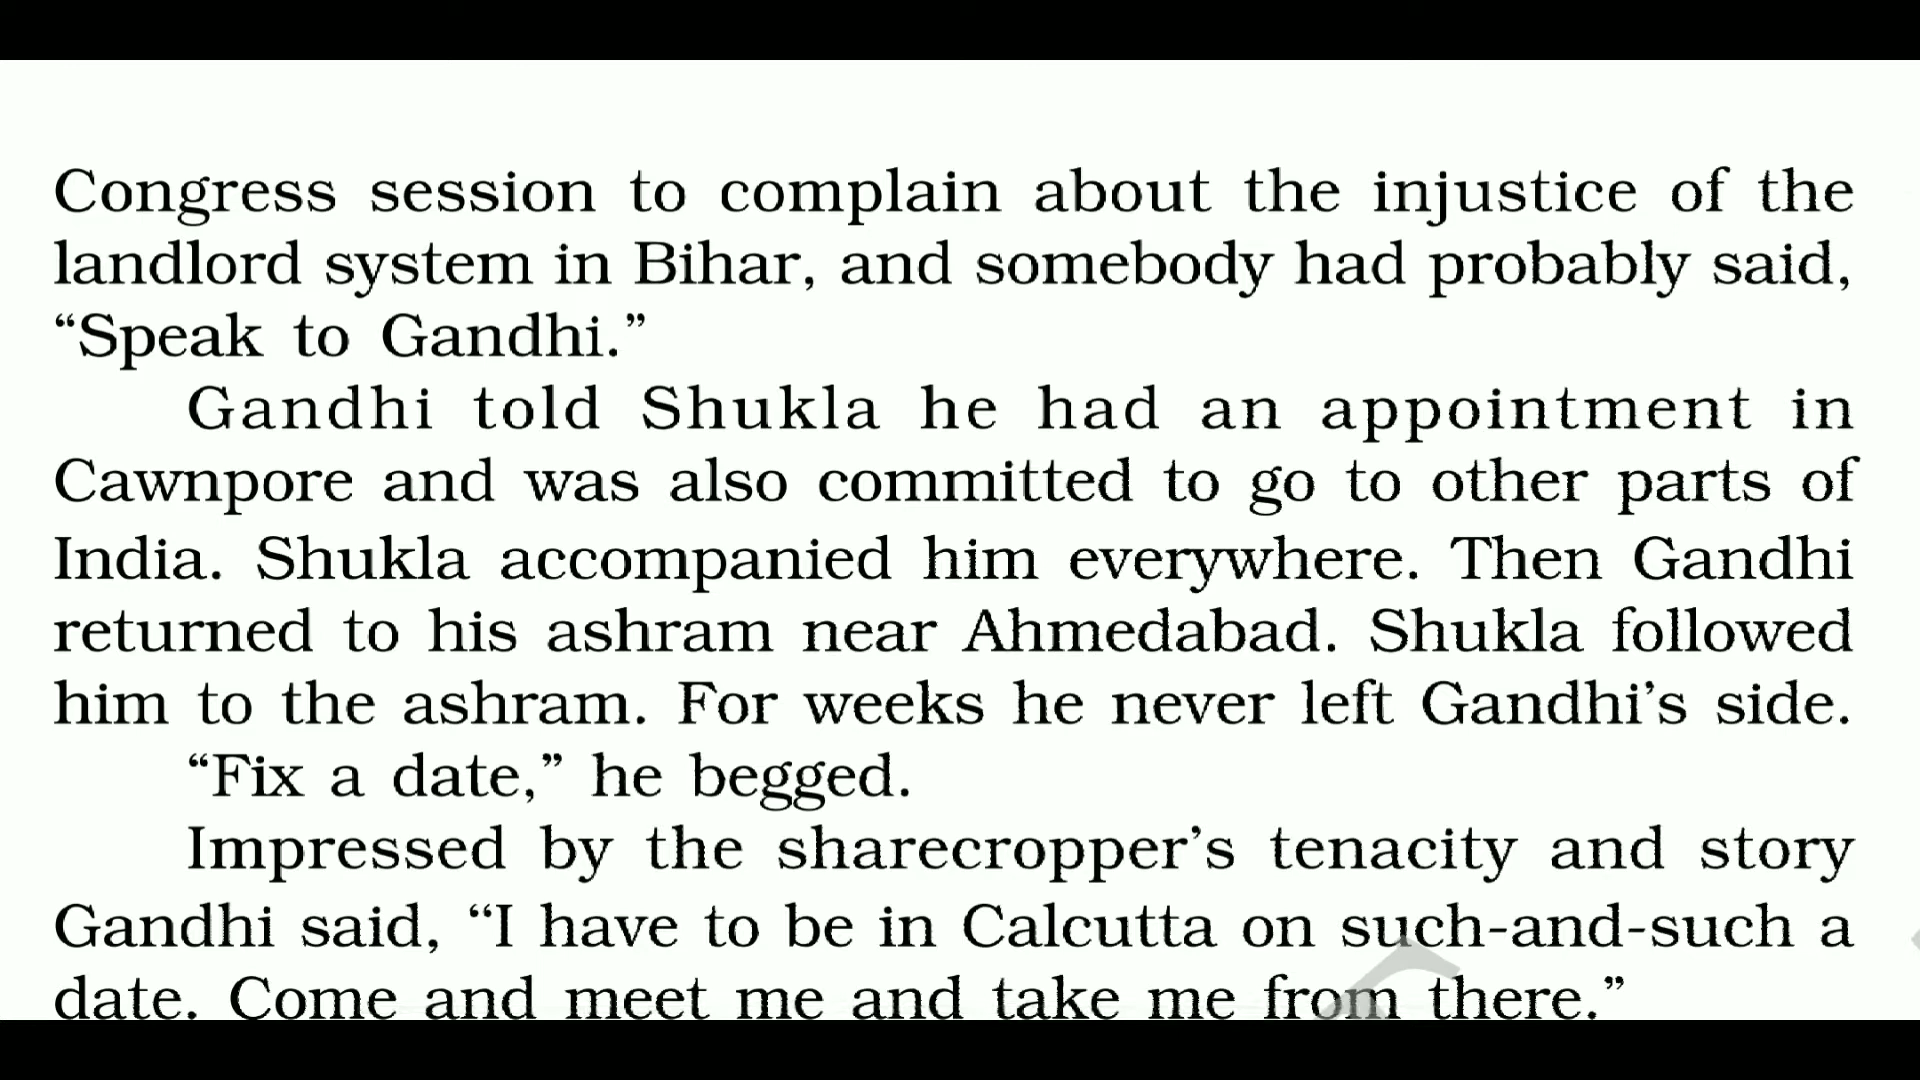 Congress session to complain about the injustice of the
landlord system in Bihar, and somebody had probably said,
“Speak to Gandhi.”
Gandhi told Shukla he had an appointment in
Cawnpore and was also committed to go to other parts of
India. Shukla accompanied him everywhere. Then Gandhi
returned to his ashram near Ahmedabad. Shukla followed
him to the ashram. For weeks he never left Gandhi’s side.
“Fix a date,” he begged.
Impressed by the sharecropper’s tenacity and story
Gandhi said, “I have to be in Calcutta on such-and-such a
date. Come and meet me and take me from there.”